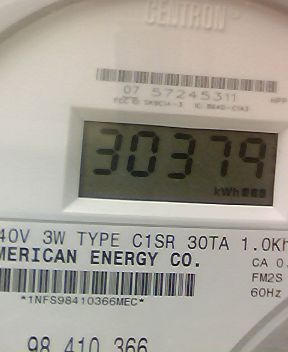 CENTRON®
07 57245311
30379
kWh
40V 3W TYPE C1SR 30TA 1.0Kh
MERICAN ENERGY CO.
CA 0.
FM2S
60Hz
*1NFS98410366MEC*
98 410 366